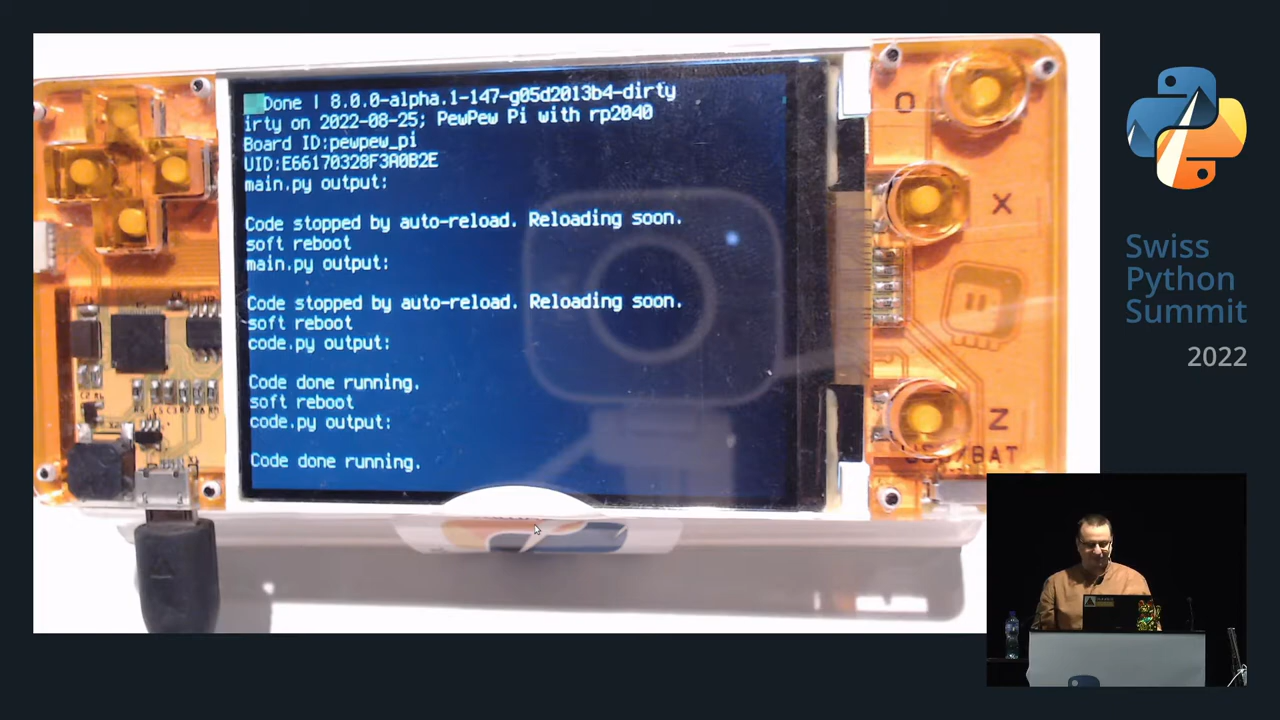 Done | 8.0.0-alpha.1-147-g05d2013b4-dirty
irty on 2022-08-25; PewPew Pi with rp2040
Board ID:pewpew_pi
UID:E66170328F3A0B2E
main.py output:
Code stopped by auto-reload. Reloading soon.
soft reboot
main.py output:
Code stopped by auto-reload. Reloading soon.
soft reboot
code.py output:
Code done running.
soft reboot
code.py output:
Code done running.
O
X
Z
USB/BAT
Swiss
Python
Summit
2022